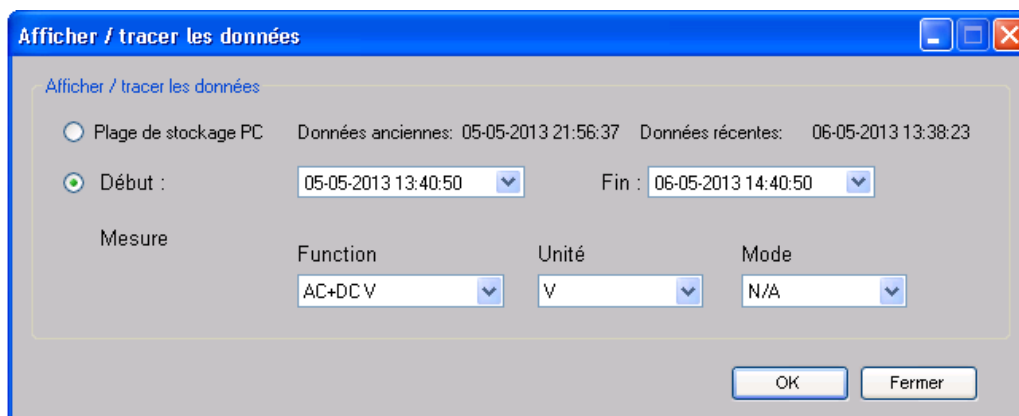 Afficher / tracer les données
Afficher / tracer les données
Plage de stockage PC Données anciennes: 05-05-2013 21:56:37 Données récentes: 06-05-2013 13:38:23
Début : 05-05-2013 13:40:50 Fin : 06-05-2013 14:40:50
Mesure
Function Unité Mode
AC+DC V V N/A
OK Fermer